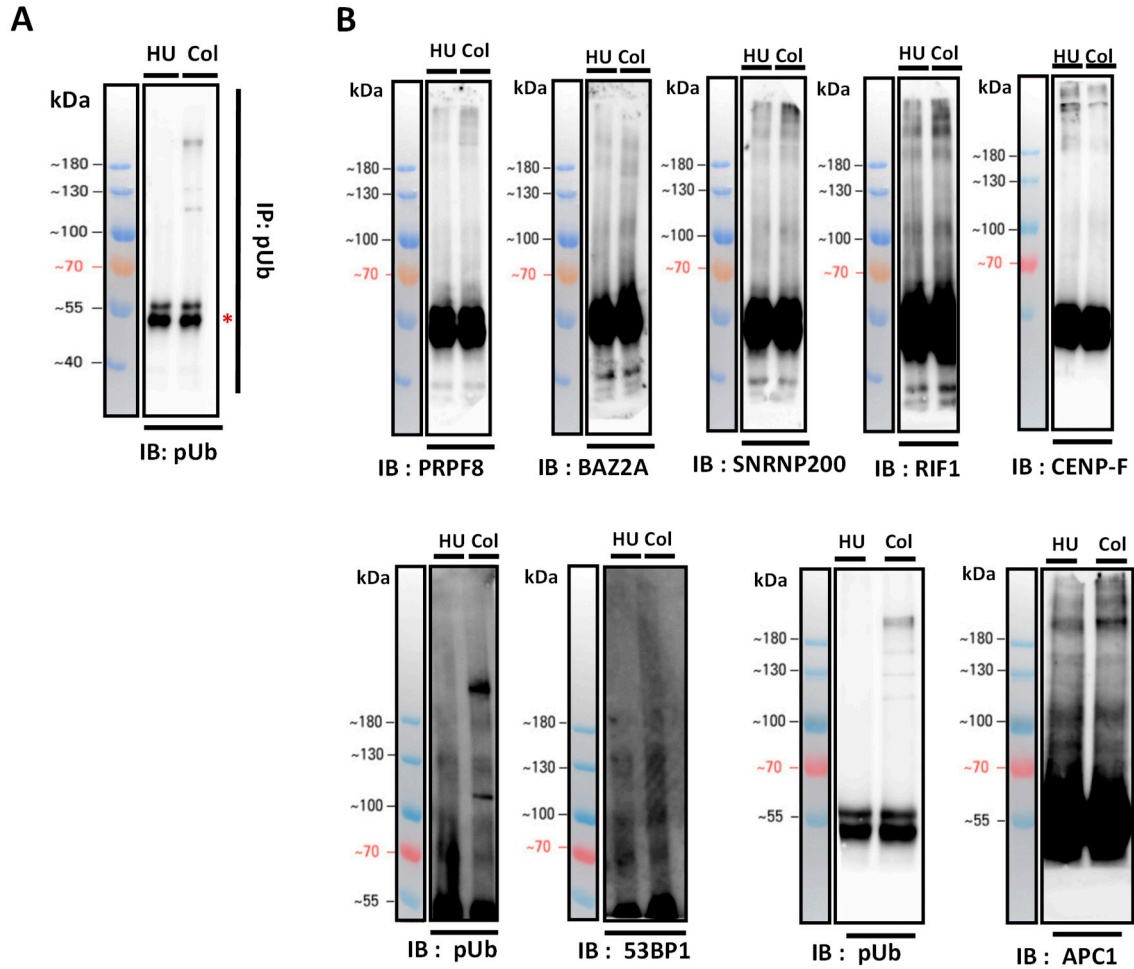 A
HU Col
kDa
~180
~130
~100
~70
~55
~40
*
IP: pUb
IB: pUb
B
HU Col
kDa
~180
~130
~100
~70
IB : PRPF8
HU Col
kDa
~180
~130
~100
~70
IB : BAZ2A
HU Col
kDa
~180
~130
~100
~70
IB : SNRNP200
HU Col
kDa
~180
~130
~100
~70
IB : RIF1
HU Col
kDa
~180
~130
~100
~70
IB : CENP-F
HU Col
kDa
~180
~130
~100
~70
~55
IB : pUb
HU Col
kDa
~180
~130
~100
~70
IB : 53BP1
HU Col
kDa
~180
~130
~100
~70
~55
IB : pUb
HU Col
kDa
~180
~130
~100
~70
~55
IB : APC1